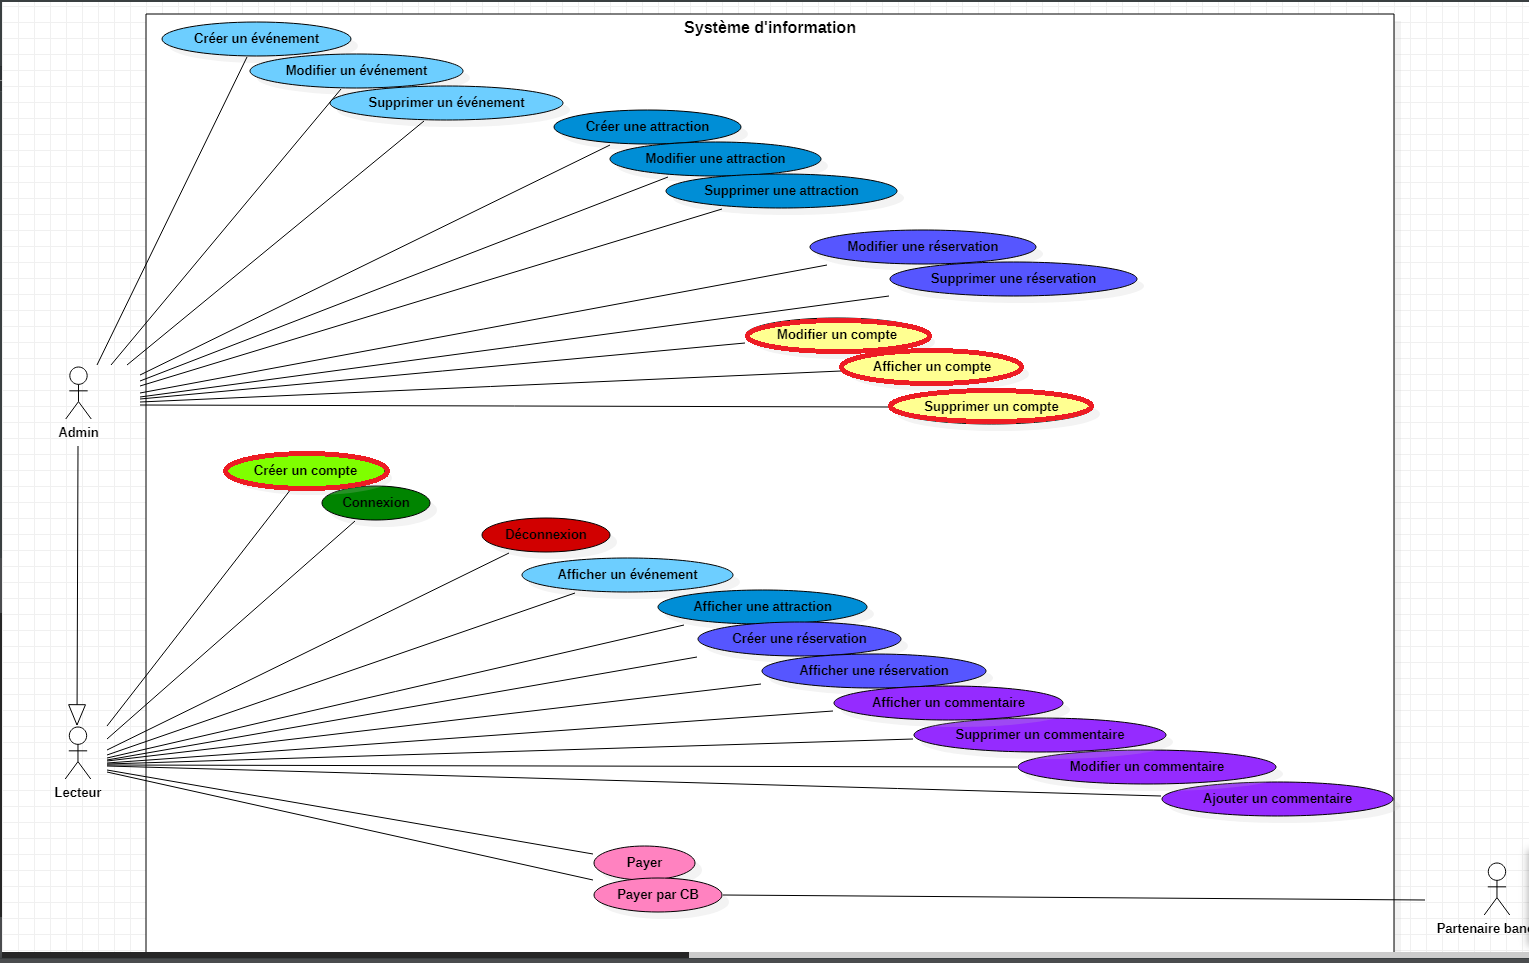 Système d'information
Créer un événement
Modifier un événement
Supprimer un événement
Créer une attraction
Modifier une attraction
Supprimer une attraction
Modifier une réservation
Supprimer une réservation
Modifier un compte
Afficher un compte
Supprimer un compte
Admin
Créer un compte
Connexion
Déconnexion
Afficher un événement
Afficher une attraction
Créer une réservation
Afficher une réservation
Afficher un commentaire
Supprimer un commentaire
Modifier un commentaire
Lecteur
Ajouter un commentaire
Payer
Payer par CB
Partenaire